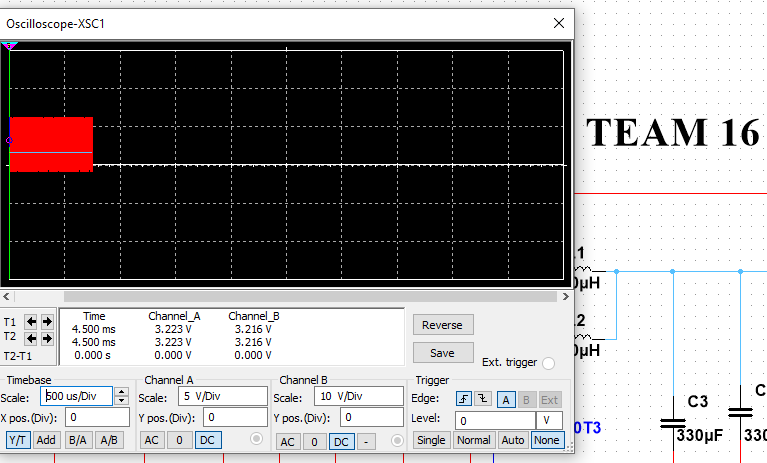 Oscilloscope-XSC1
TEAM 16
Time Channel_A Channel_B
T1 4.500 ms 3.223 V 3.216 V
T2 4.500 ms 3.223 V 3.216 V
T2-T1 0.000 s 0.000 V 0.000 V
Reverse
Save
Ext. trigger
Timebase
Scale: 500 us/Div
X pos.(Div): 0
Y/T Add B/A A/B
Channel A
Scale: 5 V/Div
Y pos.(Div): 0
AC 0 DC
Channel B
Scale: 10 V/Div
Y pos.(Div): 0
AC 0 DC -
Trigger
Edge: A B Ext
Level: 0 V
Single Normal Auto None
.1
0µH
.2
0µH
C3
330µF
C
330
0T3